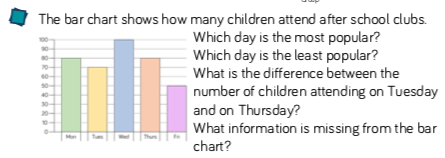 The bar chart shows how many children attend after school clubs.
Which day is the most popular?
Which day is the least popular?
What is the difference between the
number of children attending on Tuesday
and on Thursday?
What information is missing from the bar
chart?
100
90
80
70
60
50
40
30
20
10
0
Mon Tues Wed Thurs Fri